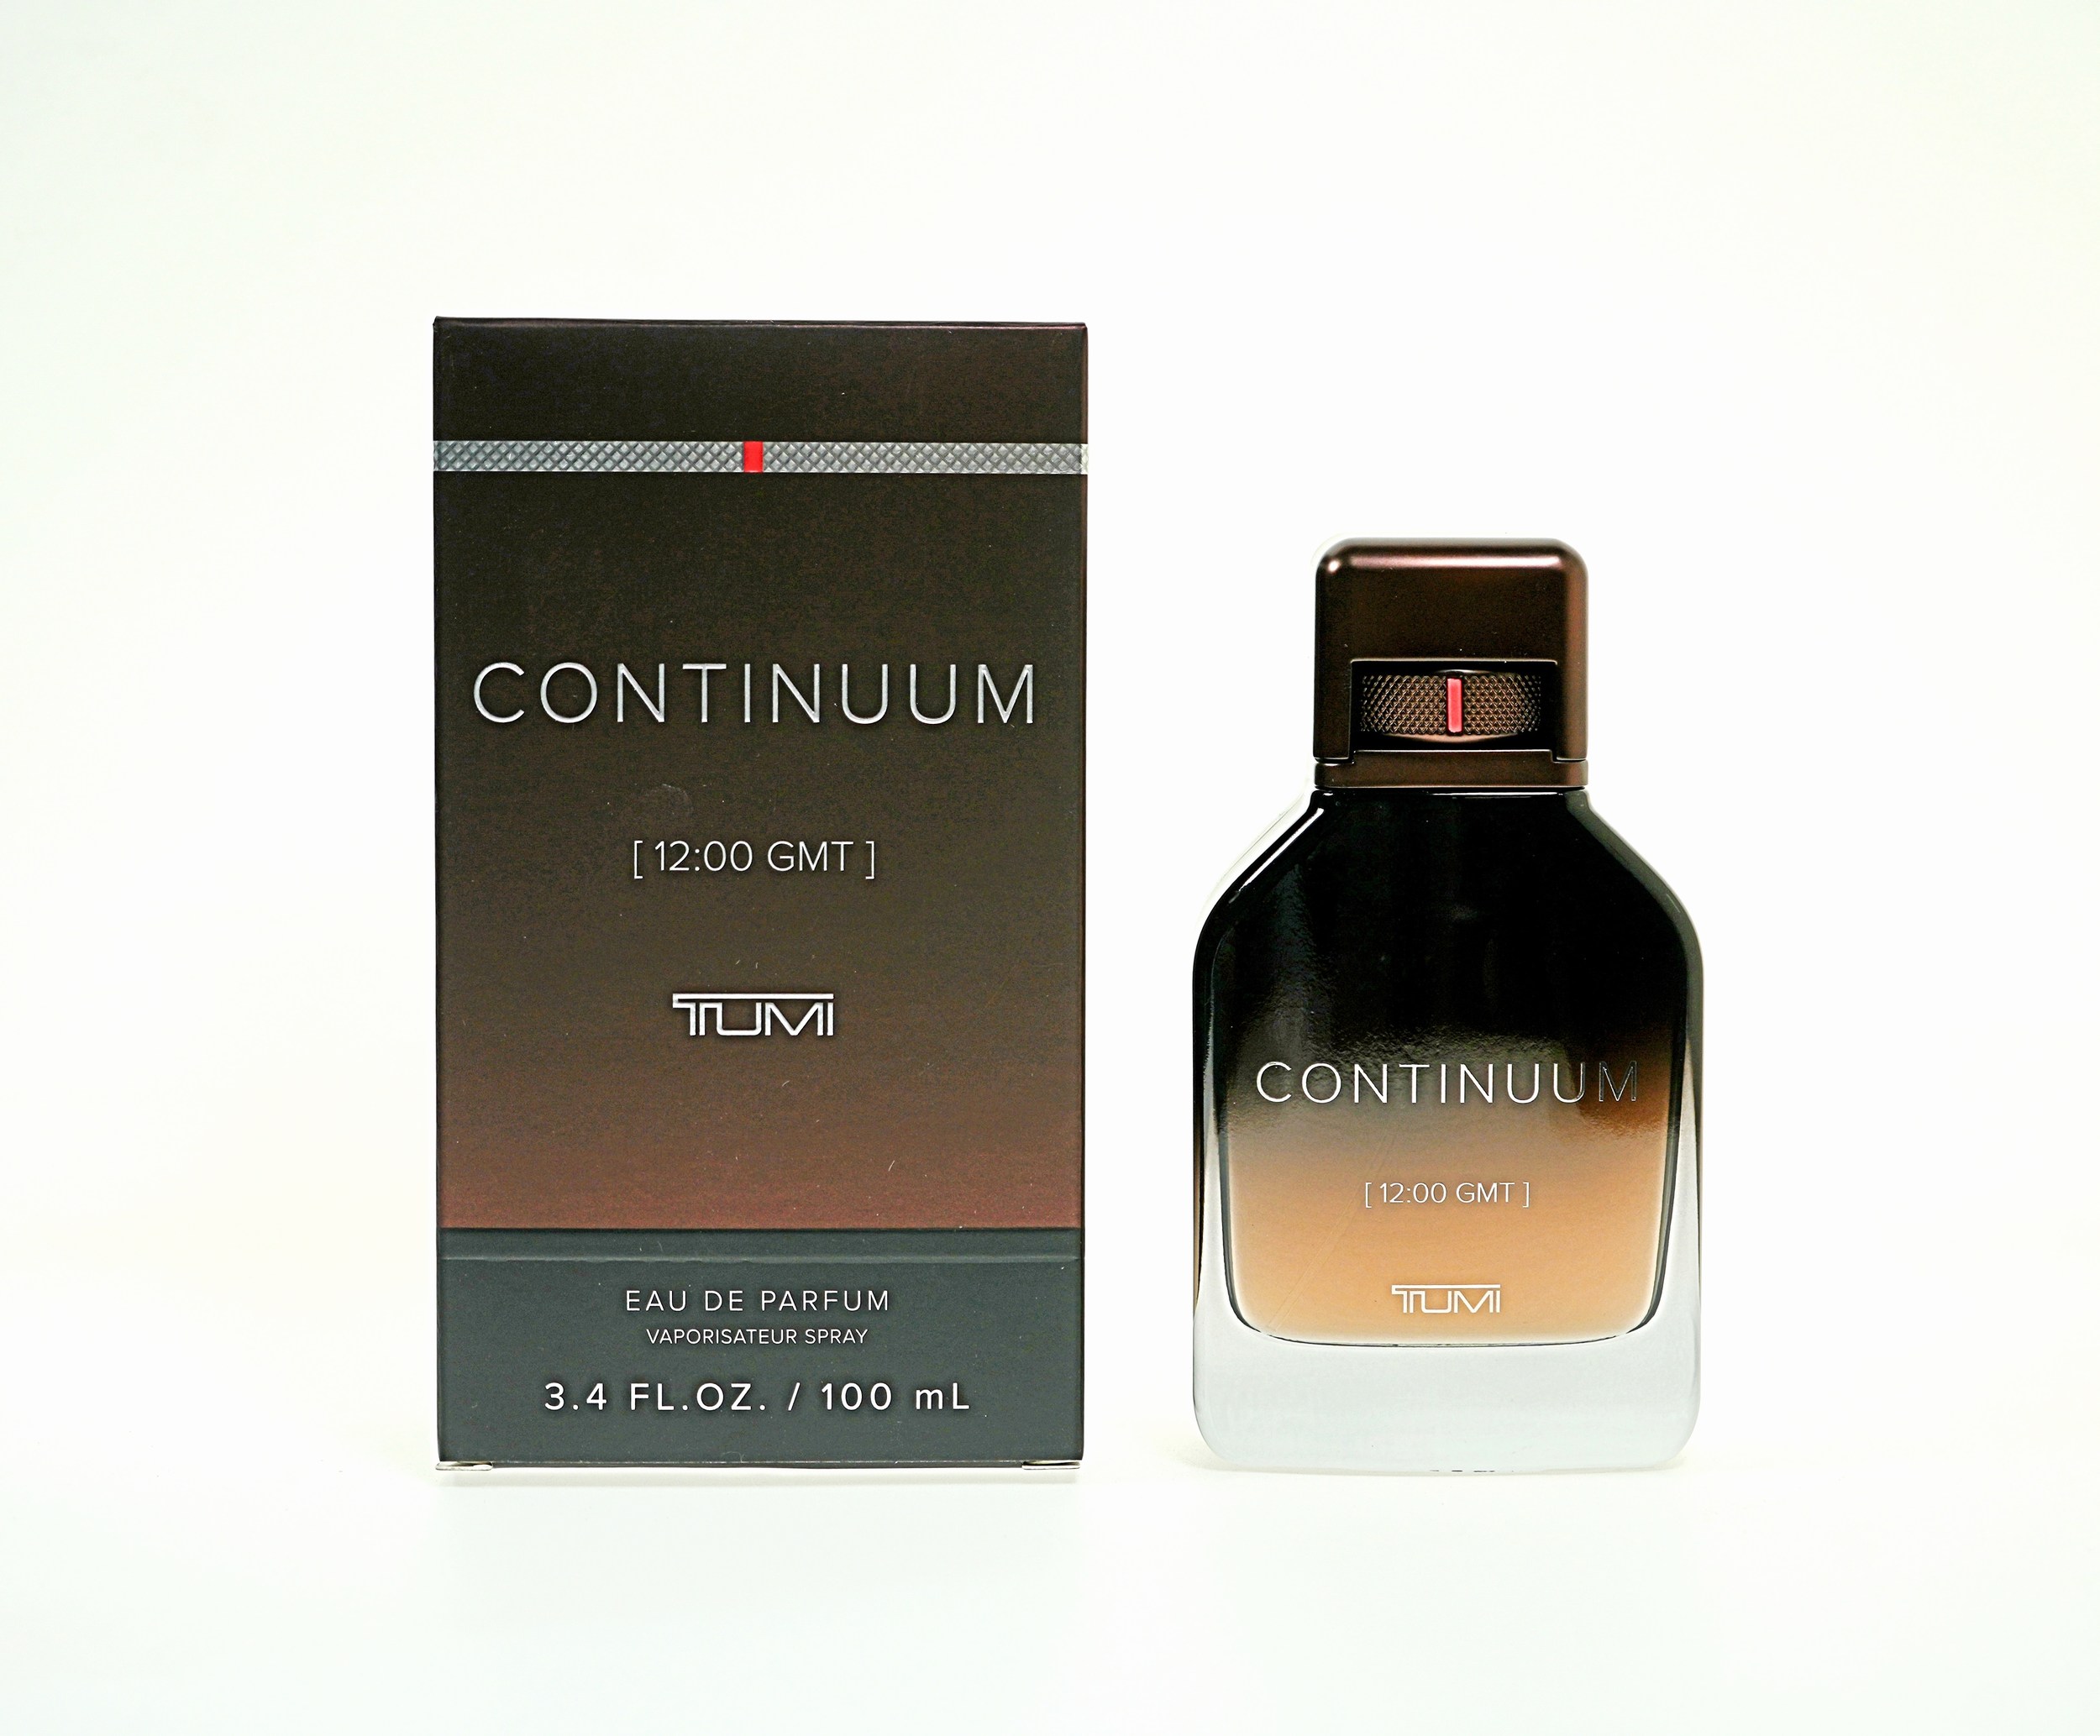 CONTINUUM
[ 12:00 GMT ]
TUMI
EAU DE PARFUM
VAPORISATEUR SPRAY
3.4 FL.OZ. / 100 mL
CONTINUUM
[ 12:00 GMT ]
TUMI